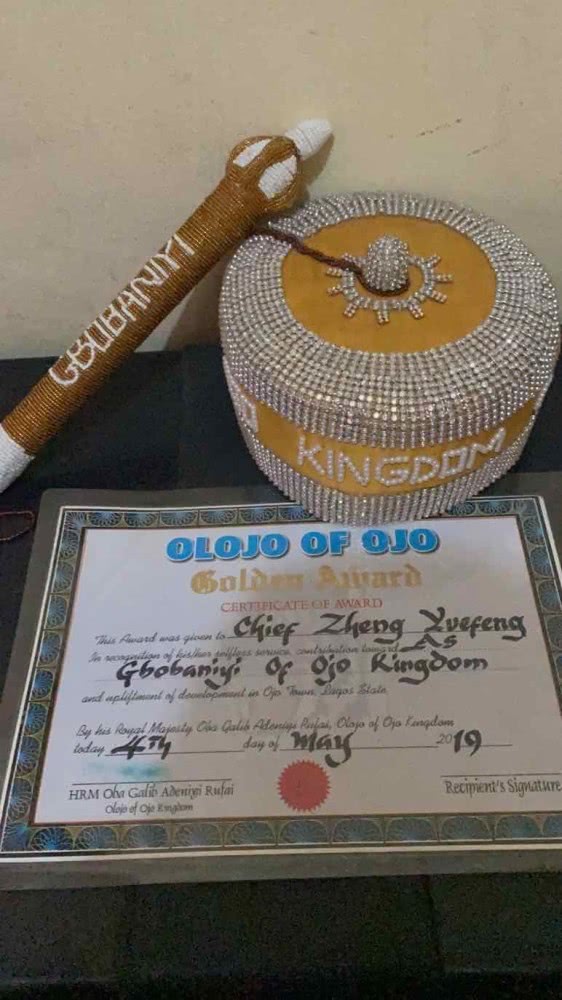 GBOBANIYI
KINGDOM
OLOJO OF OJO
Golden Award
CERTIFICATE OF AWARD
This Award was given to Chief Zheng Yuefeng
In recognition of his/her selfless service, contribution toward As
Gbobaniyi Of Ojo Kingdom
and upliftment of development in Ojo Town, Lagos State.
By his Royal Majesty Oba Galib Adeniyi Rufai, Olojo of Ojo Kingdom
today 4TH day of May 2019
HRM Oba Galib Adeniyi Rufai
Olojo of Ojo Kingdom
Recipient's Signature